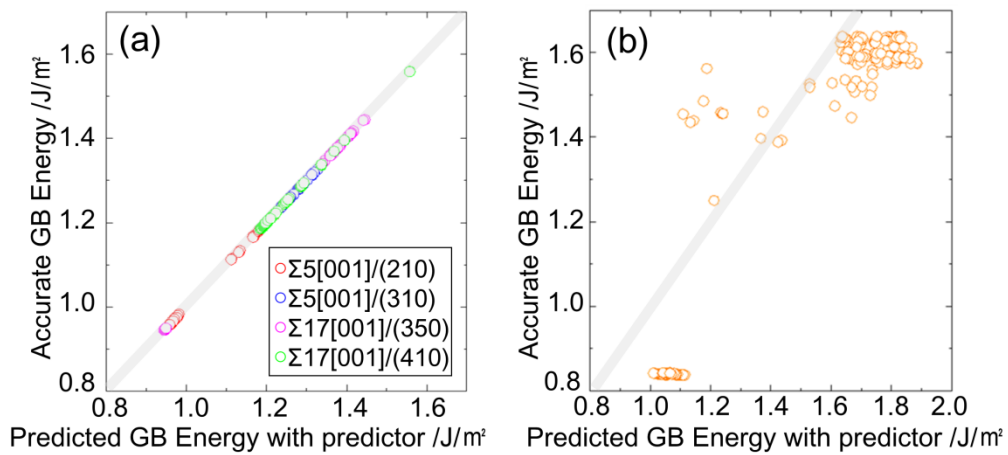 (a)
Accurate GB Energy /J/m²
1.6
1.4
1.2
1.0
0.8
0.8 1.0 1.2 1.4 1.6
Predicted GB Energy with predictor /J/m²
Σ5[001]/(210)
Σ5[001]/(310)
Σ17[001]/(350)
Σ17[001]/(410)
(b)
Accurate GB Energy /J/m²
1.6
1.4
1.2
1.0
0.8
0.8 1.0 1.2 1.4 1.6 1.8 2.0
Predicted GB Energy with predictor /J/m²